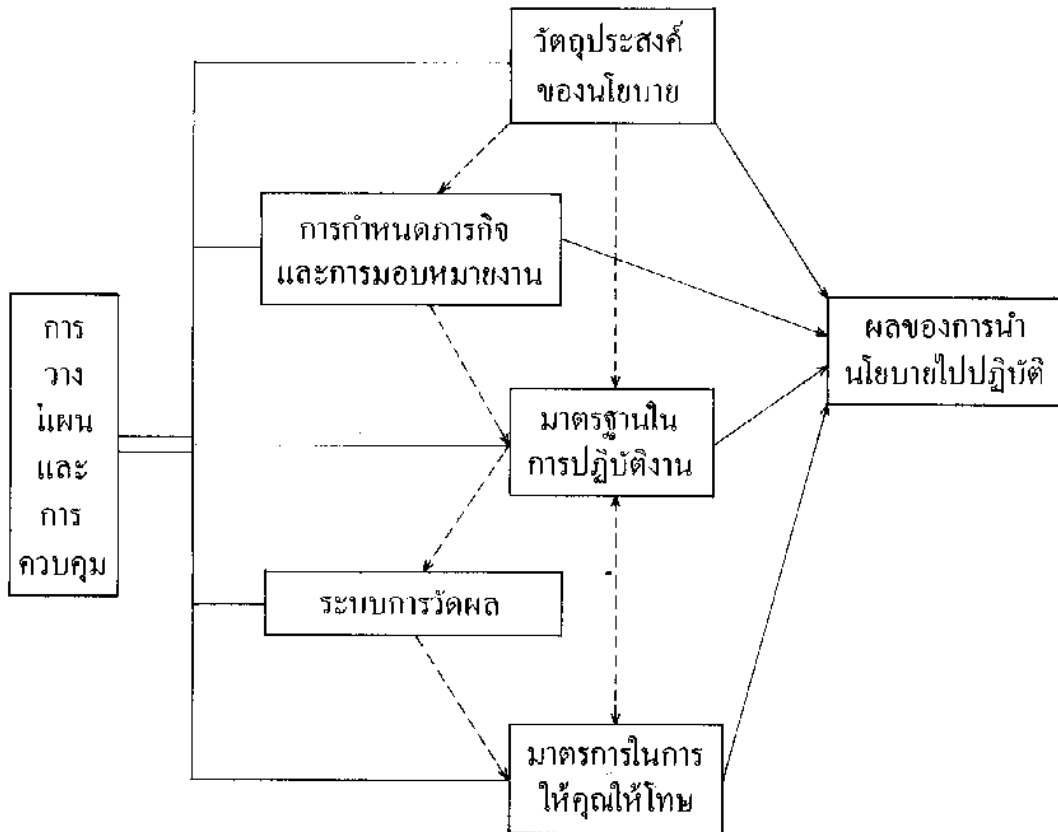 วัตถุประสงค์
ของนโยบาย
การกำหนดภารกิจ
และการมอบหมายงาน
การ
วาง
แผน
และ
การ
ควบคุม
ผลของการนำ
นโยบายไปปฏิบัติ
มาตรฐานใน
การปฏิบัติงาน
ระบบการวัดผล
มาตรการในการ
ให้คุณให้โทษ